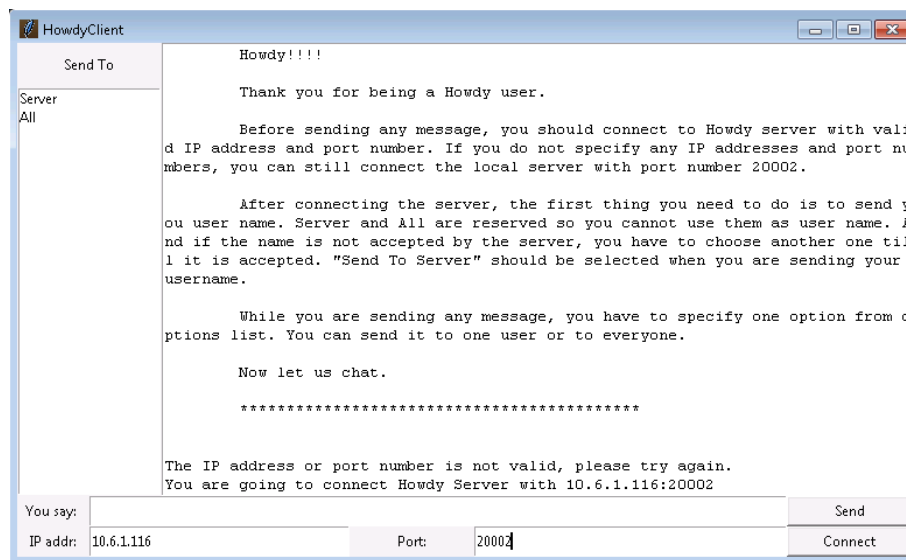 HowdyClient
Send To
Server
All
Howdy!!!!
Thank you for being a Howdy user.
Before sending any message, you should connect to Howdy server with vali
d IP address and port number. If you do not specify any IP addresses and port nu
mbers, you can still connect the local server with port number 20002.
After connecting the server, the first thing you need to do is to send y
ou user name. Server and All are reserved so you cannot use them as user name. A
nd if the name is not accepted by the server, you have to choose another one til
l it is accepted. "Send To Server" should be selected when you are sending your
username.
While you are sending any message, you have to specify one option from o
ptions list. You can send it to one user or to everyone.
Now let us chat.
*******************************************
The IP address or port number is not valid, please try again.
You are going to connect Howdy Server with 10.6.1.116:20002
You say:
Send
IP addr: 10.6.1.116 Port: 20002 Connect